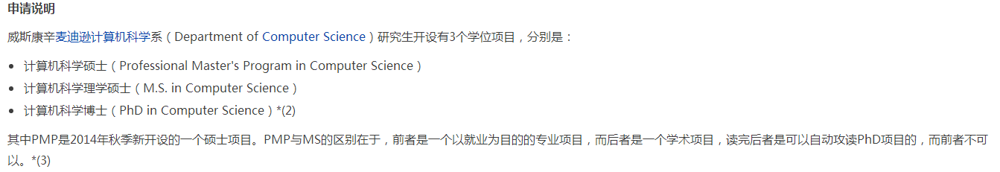 申请说明
威斯康辛麦迪逊计算机科学系（Department of Computer Science）研究生开设有3个学位项目，分别是：
计算机科学硕士（Professional Master's Program in Computer Science）
计算机科学理学硕士（M.S. in Computer Science）
计算机科学博士（PhD in Computer Science）*(2)
其中PMP是2014年秋季新开设的一个硕士项目。PMP与MS的区别在于，前者是一个以就业为目的的专业项目，而后者是一个学术项目，读完后者是可以自动攻读PhD项目的，而前者不可
以。*(3)